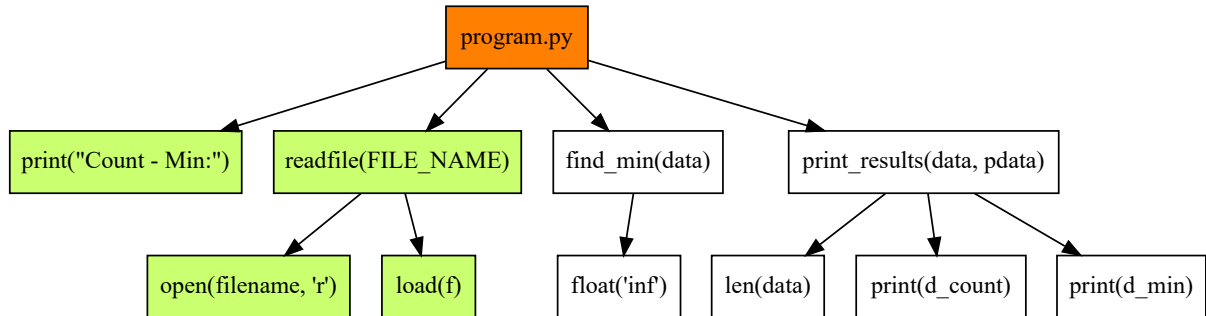 program.py
print("Count - Min:")
readfile(FILE_NAME)
find_min(data)
print_results(data, pdata)
open(filename, 'r')
load(f)
float('inf')
len(data)
print(d_count)
print(d_min)